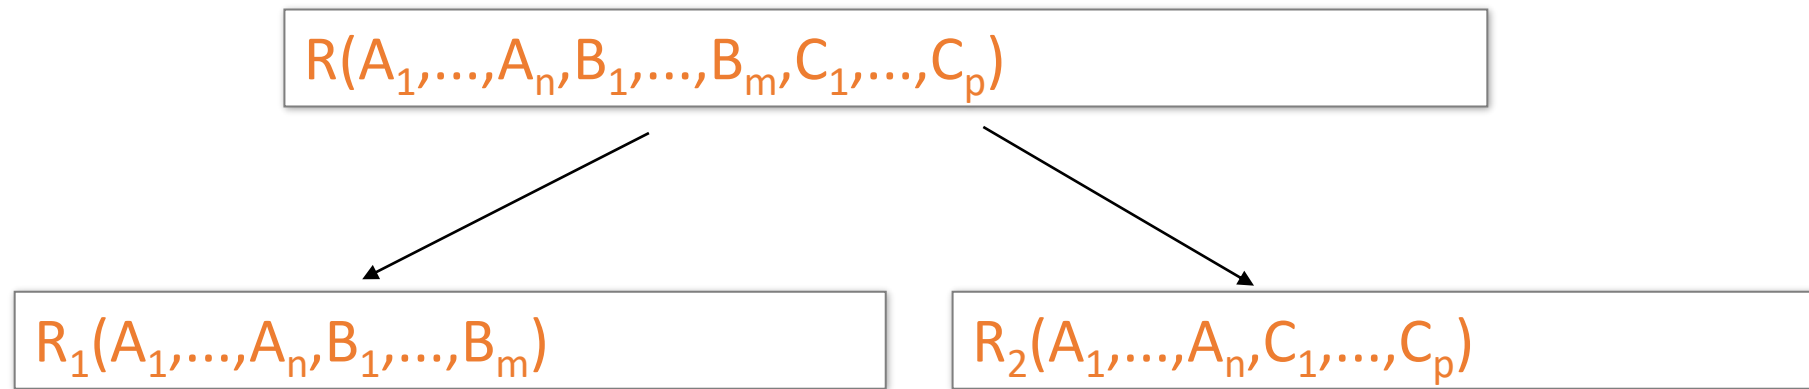 R(A₁,...,Aₙ,B₁,...,Bₘ,C₁,...,Cₚ)
R₁(A₁,...,Aₙ,B₁,...,Bₘ)
R₂(A₁,...,Aₙ,C₁,...,Cₚ)